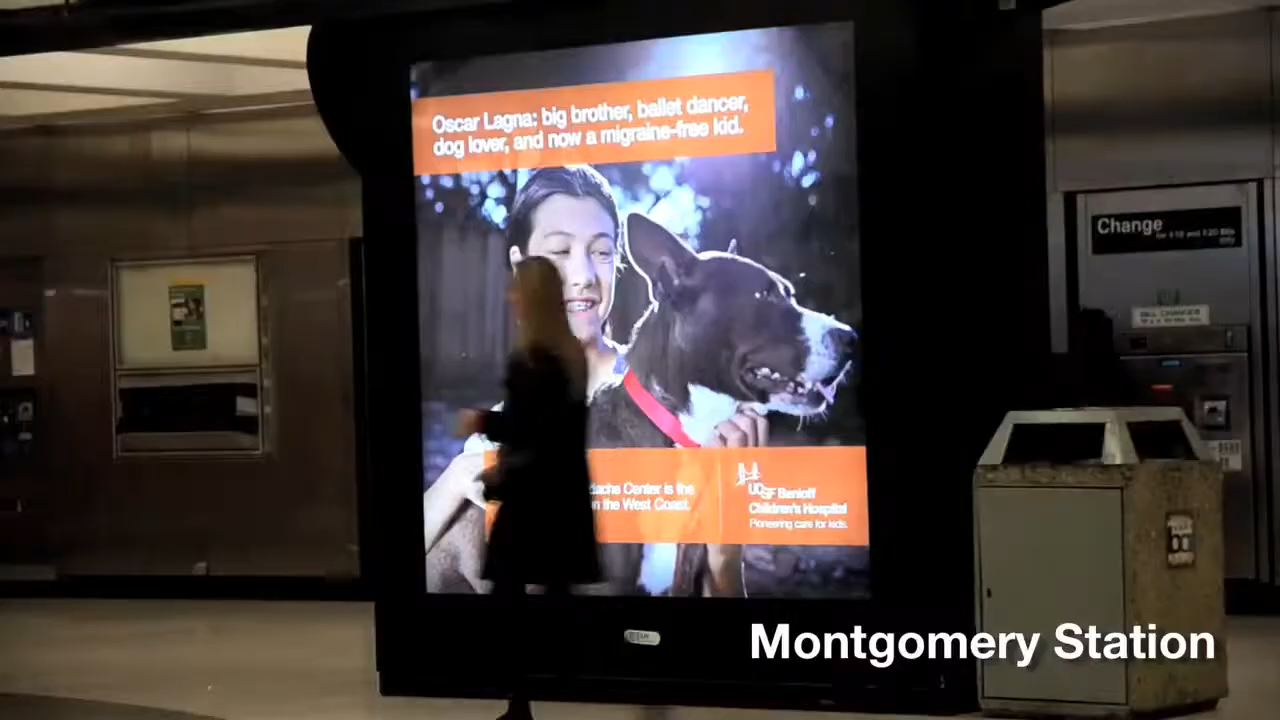 Oscar Lagna: big brother, ballet dancer,
dog lover, and now a migraine-free kid.
Change
Center is the
the West Coast.
UCSF Benioff
Children's Hospital
Pioneering care for kids.
Montgomery Station